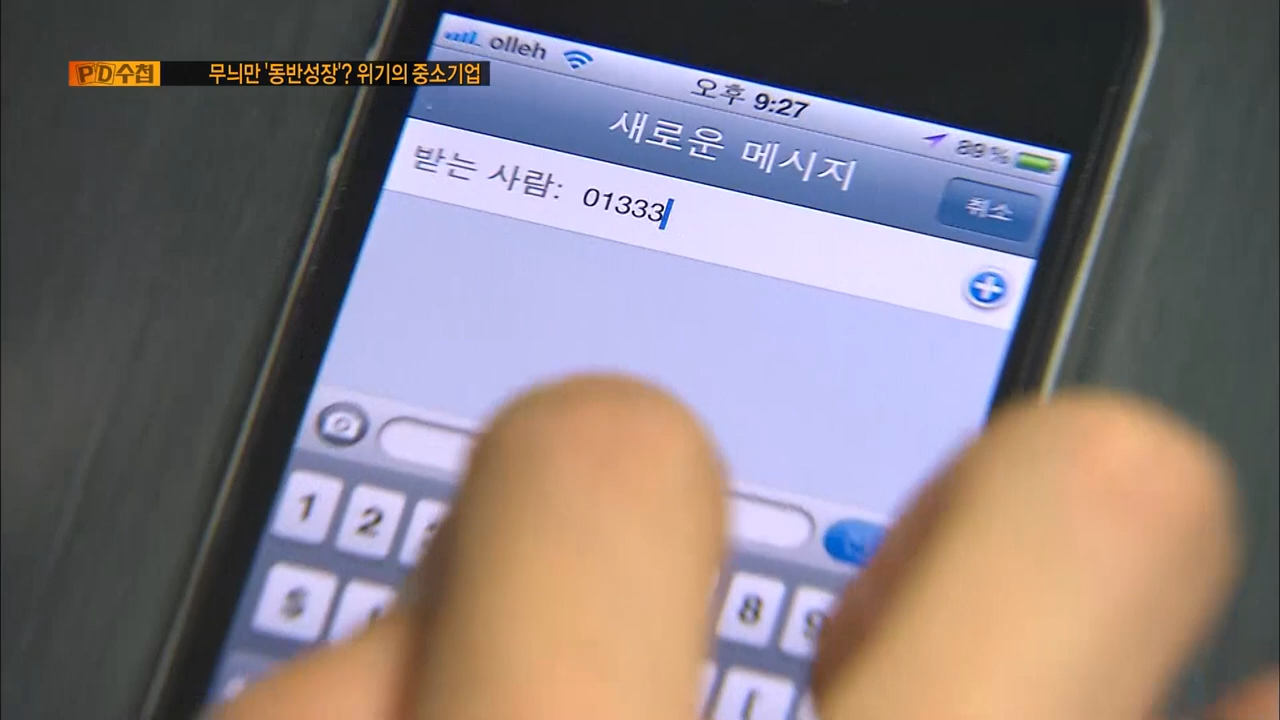 PD수첩 무늬만 '동반성장'? 위기의 중소기업
olleh 오후 9:27 89%
새로운 메시지
취소
받는 사람: 01333
1 2
8 9